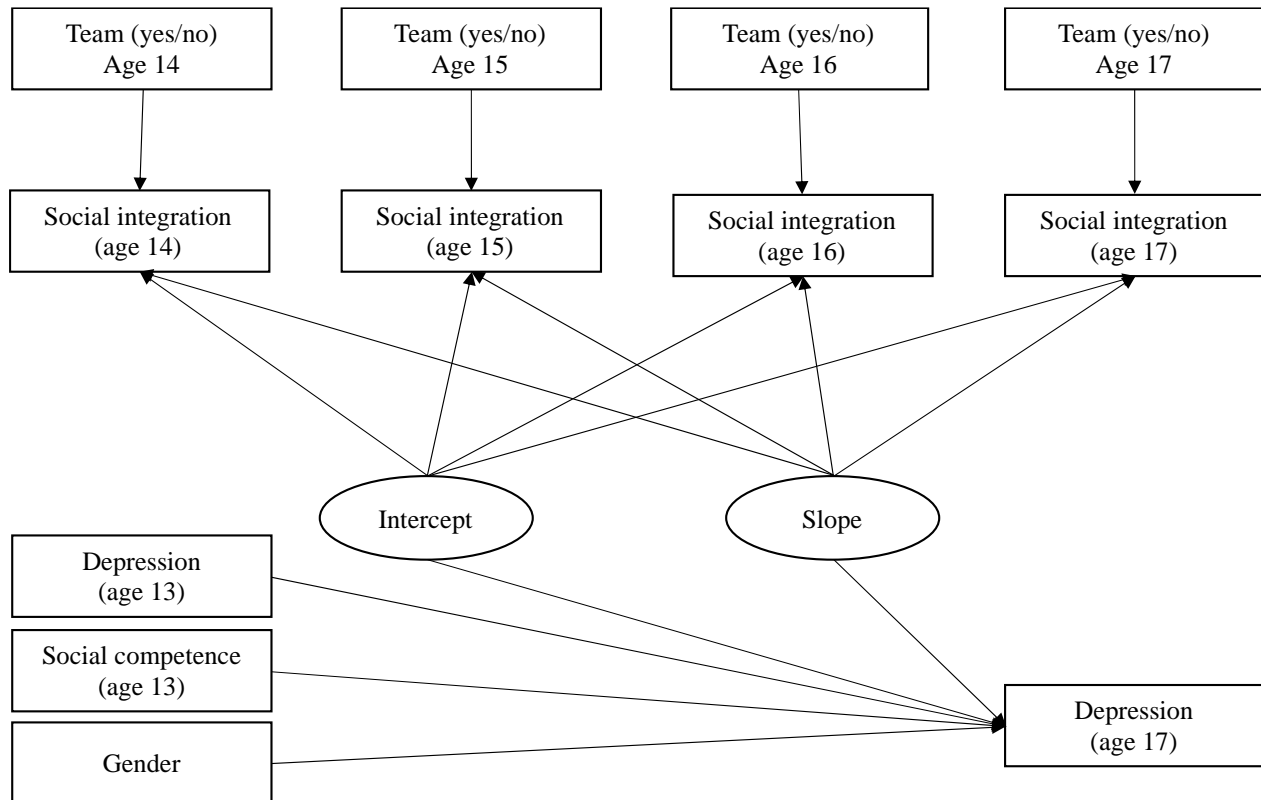 Team (yes/no)
Age 14
Team (yes/no)
Age 15
Team (yes/no)
Age 16
Team (yes/no)
Age 17
Social integration
(age 14)
Social integration
(age 15)
Social integration
(age 16)
Social integration
(age 17)
Intercept
Slope
Depression
(age 13)
Social competence
(age 13)
Gender
Depression
(age 17)